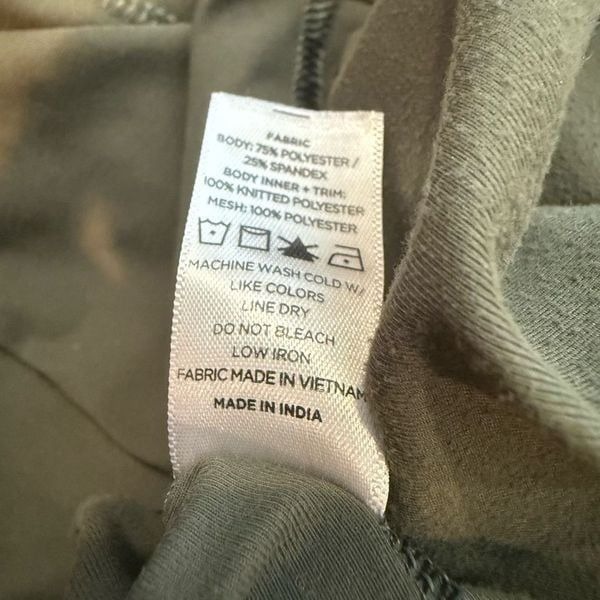 FABRIC
BODY: 75% POLYESTER /
25% SPANDEX
BODY INNER + TRIM:
100% KNITTED POLYESTER
MESH: 100% POLYESTER
MACHINE WASH COLD W/
LIKE COLORS
LINE DRY
DO NOT BLEACH
LOW IRON
FABRIC MADE IN VIETNAM
MADE IN INDIA